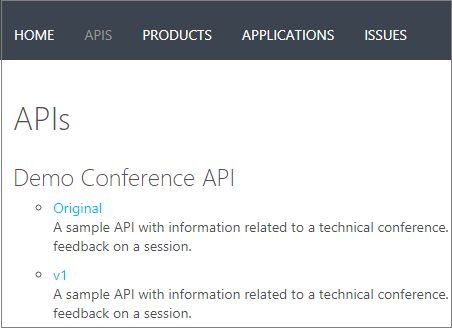 HOME APIS PRODUCTS APPLICATIONS ISSUES
APIs
Demo Conference API
Original
A sample API with information related to a technical conference.
feedback on a session.
v1
A sample API with information related to a technical conference.
feedback on a session.